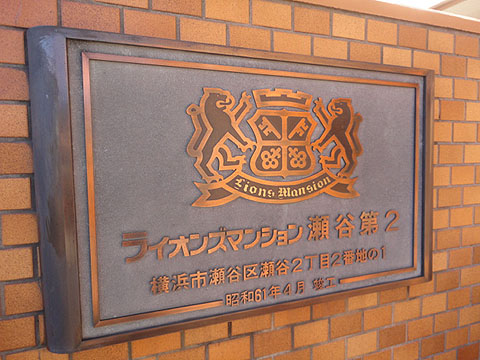 Lions Mansion
ライオンズマンション 瀬谷第2
横浜市瀬谷区瀬谷2丁目2番地の1
昭和61年4月 竣工